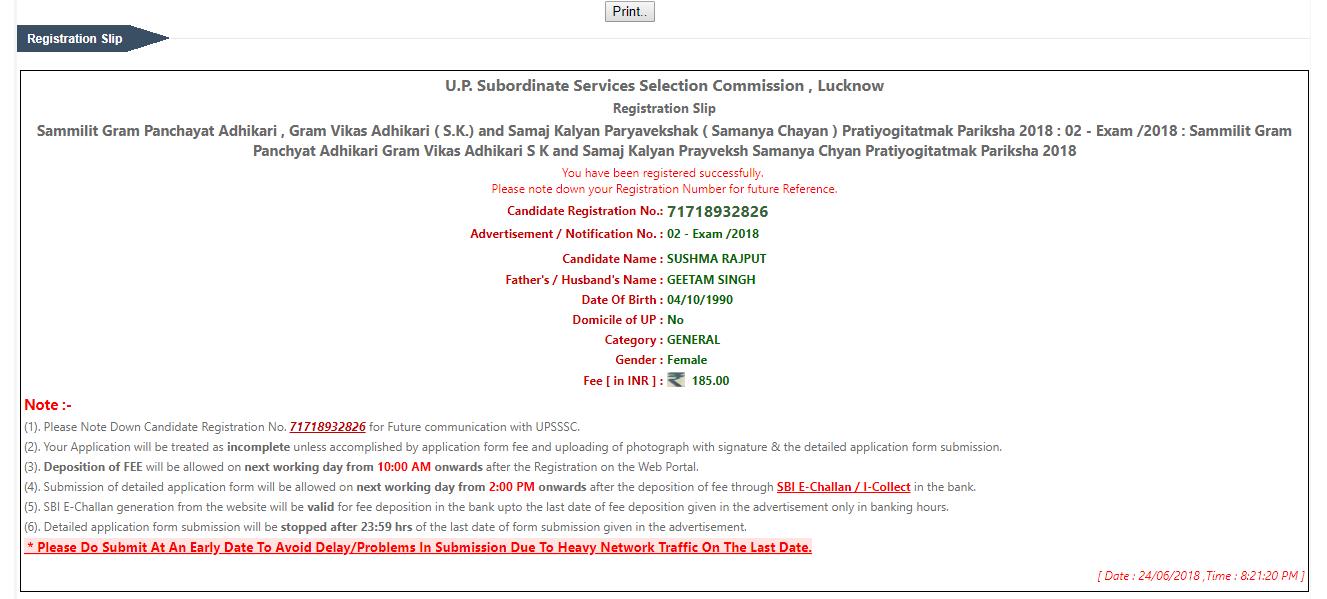 Print..
Registration Slip
U.P. Subordinate Services Selection Commission , Lucknow
Registration Slip
Sammilit Gram Panchayat Adhikari , Gram Vikas Adhikari ( S.K.) and Samaj Kalyan Paryavekshak ( Samanya Chayan ) Pratiyogitatmak Pariksha 2018 : 02 - Exam /2018 : Sammilit Gram
Panchyat Adhikari Gram Vikas Adhikari S K and Samaj Kalyan Prayveksh Samanya Chyan Pratiyogitatmak Pariksha 2018
You have been registered successfully.
Please note down your Registration Number for future Reference.
Candidate Registration No.: 71718932826
Advertisement / Notification No. : 02 - Exam /2018
Candidate Name : SUSHMA RAJPUT
Father's / Husband's Name : GEETAM SINGH
Date Of Birth : 04/10/1990
Domicile of UP : No
Category : GENERAL
Gender : Female
Fee [ in INR ] : ₹ 185.00
Note :-
(1). Please Note Down Candidate Registration No. 71718932826 for Future communication with UPSSSC.
(2). Your Application will be treated as incomplete unless accomplished by application form fee and uploading of photograph with signature & the detailed application form submission.
(3). Deposition of FEE will be allowed on next working day from 10:00 AM onwards after the Registration on the Web Portal.
(4). Submission of detailed application form will be allowed on next working day from 2:00 PM onwards after the deposition of fee through SBI E-Challan / I-Collect in the bank.
(5). SBI E-Challan generation from the website will be valid for fee deposition in the bank upto the last date of fee deposition given in the advertisement only in banking hours.
(6). Detailed application form submission will be stopped after 23:59 hrs of the last date of form submission given in the advertisement.
* Please Do Submit At An Early Date To Avoid Delay/Problems In Submission Due To Heavy Network Traffic On The Last Date.
[ Date : 24/06/2018 ,Time : 8:21:20 PM ]